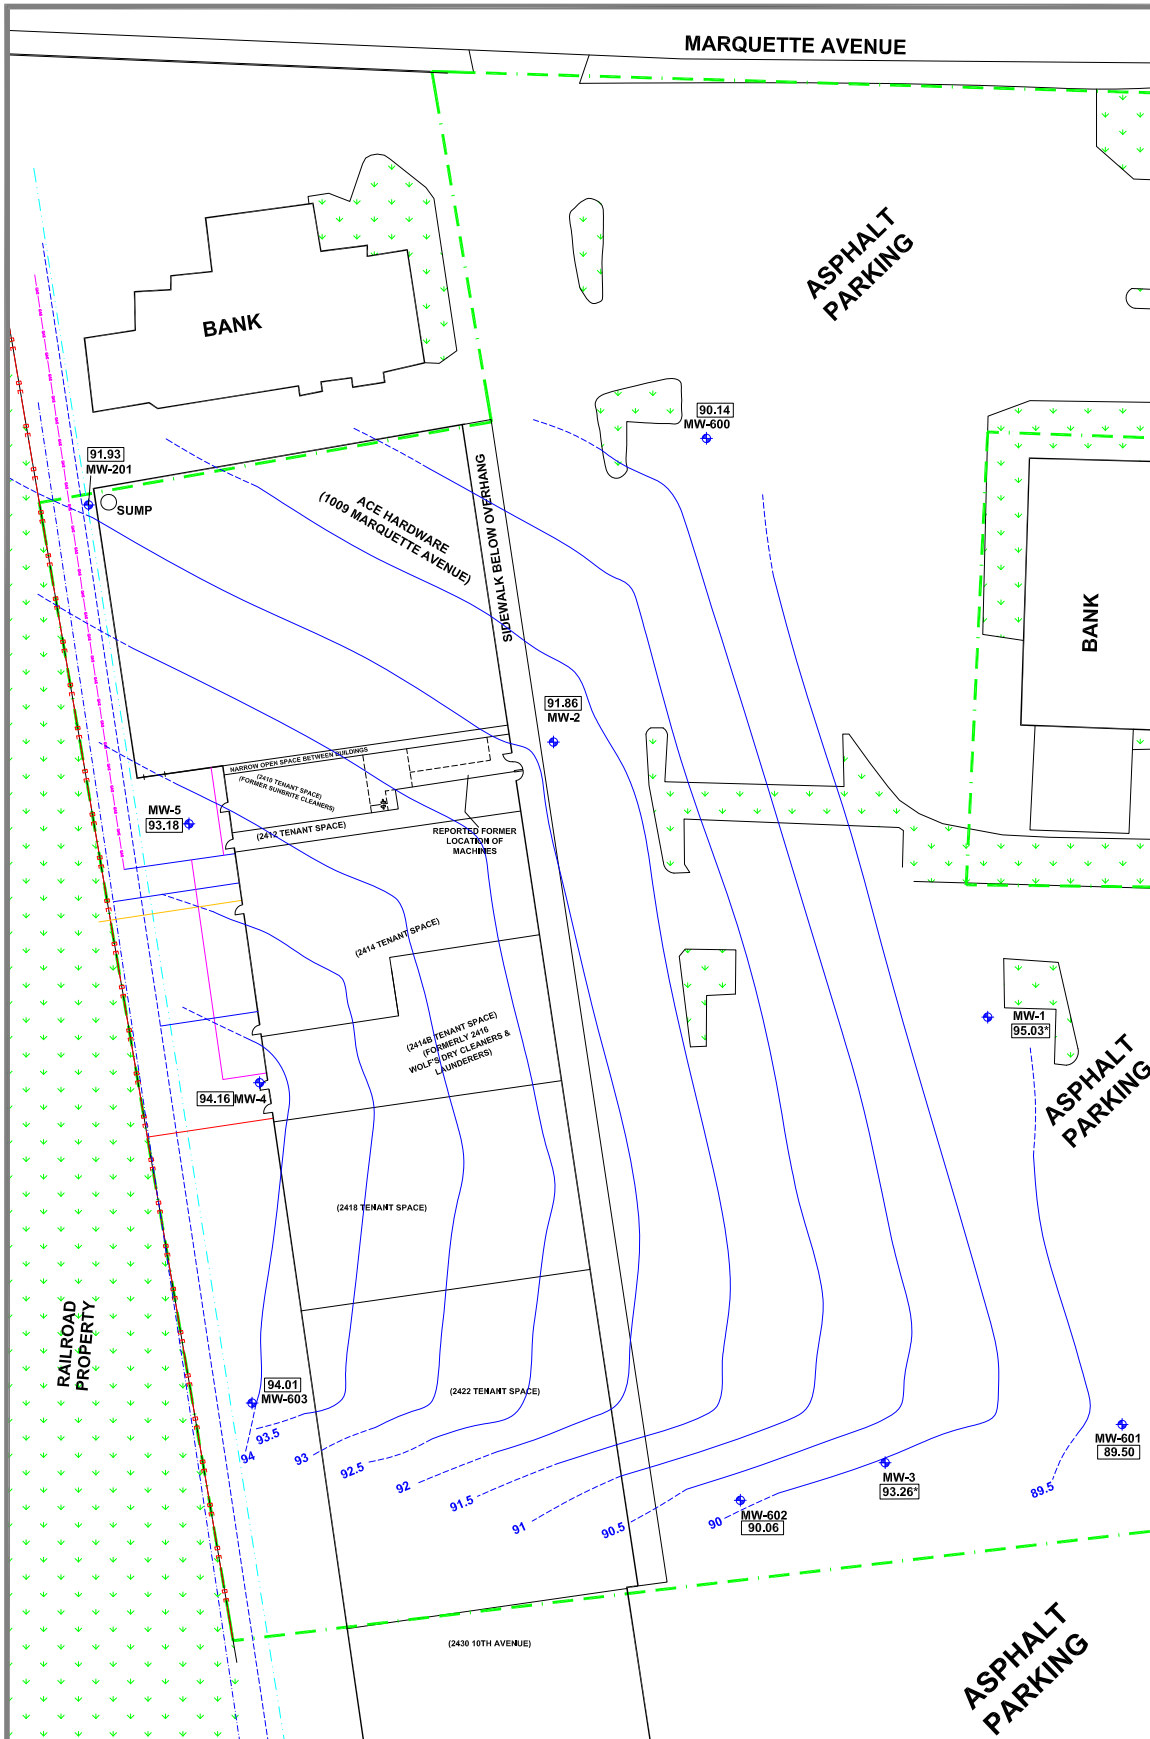 MARQUETTE AVENUE
ASPHALT
PARKING
BANK
90.14
MW-600
91.93
MW-201
SUMP
ACE HARDWARE
(1009 MARQUETTE AVENUE)
SIDEWALK BELOW OVERHANG
BANK
91.86
MW-2
NARROW OPEN SPACE BETWEEN BUILDINGS
(2410 TENANT SPACE)
(FORMER SUNBRITE CLEANERS)
MW-5
93.18
(2412 TENANT SPACE)
REPORTED FORMER
LOCATION OF
MACHINES
(2414 TENANT SPACE)
(2414B TENANT SPACE)
(FORMERLY 2416
WOLF'S DRY CLEANERS &
LAUNDERERS)
MW-1
95.03*
ASPHALT
PARKING
94.16 MW-4
(2418 TENANT SPACE)
RAILROAD
PROPERTY
94.01
MW-603
(2422 TENANT SPACE)
94
93.5
93
92.5
92
91.5
91
90.5
90
89.5
MW-601
89.50
MW-3
93.26*
MW-602
90.06
(2430 10TH AVENUE)
ASPHALT
PARKING